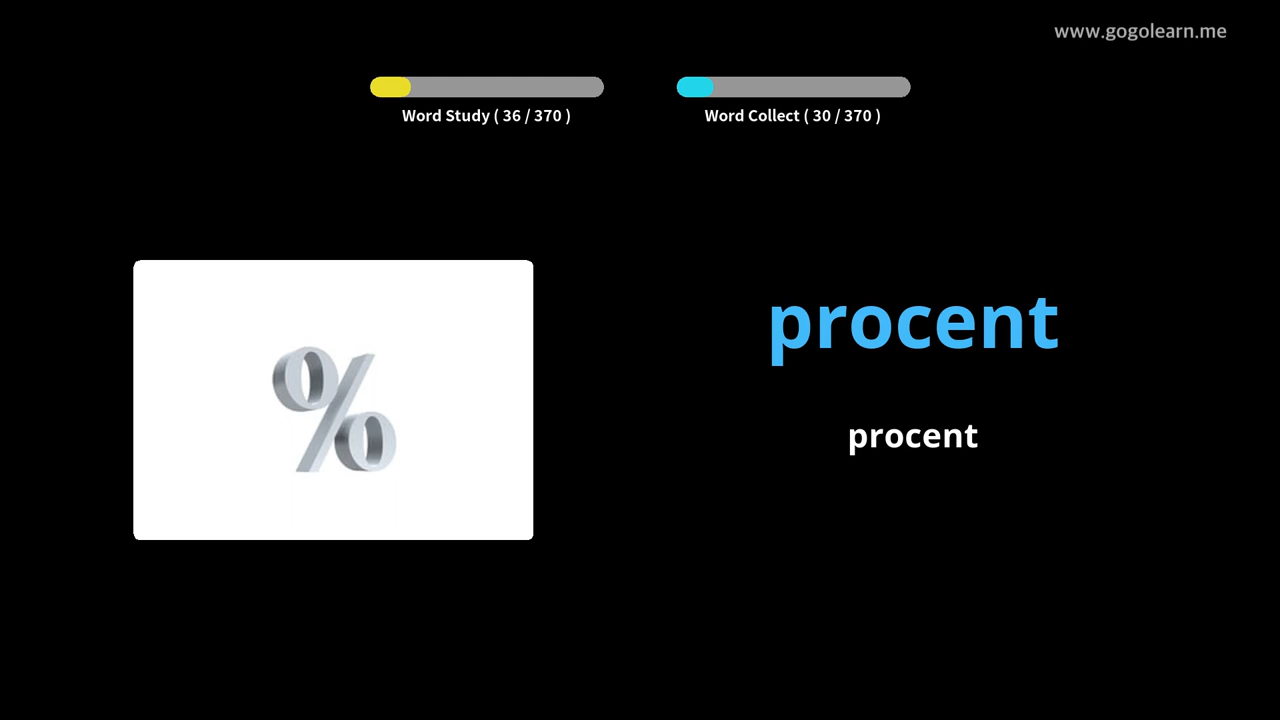 www.gogolearn.me
Word Study ( 36 / 370 )
Word Collect ( 30 / 370 )
%
procent
procent